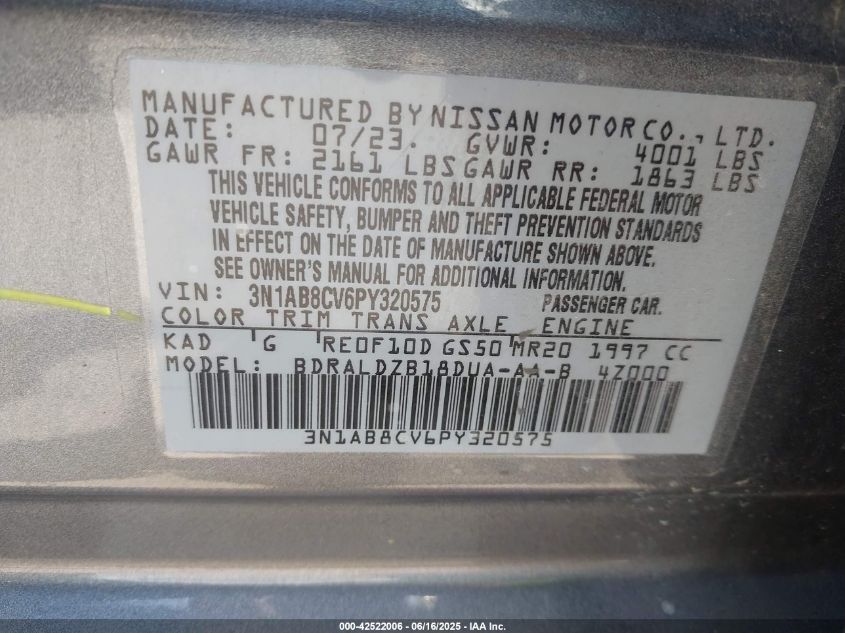 MANUFACTURED BY NISSAN MOTOR CO., LTD.
DATE: 07/23. GVWR: 4001 LBS
GAWR FR: 2161 LBS GAWR RR: 1863 LBS
THIS VEHICLE CONFORMS TO ALL APPLICABLE FEDERAL MOTOR
VEHICLE SAFETY, BUMPER AND THEFT PREVENTION STANDARDS
IN EFFECT ON THE DATE OF MANUFACTURE SHOWN ABOVE.
SEE OWNER'S MANUAL FOR ADDITIONAL INFORMATION.
VIN: 3N1AB8CV6PY320575 PASSENGER CAR.
COLOR TRIM TRANS AXLE ENGINE
KAD G RE0F10D GS50 MR20 1997 CC
MODEL: BDRALDZB18DUA-AA-B 4Z000
3N1AB8CV6PY320575
000-42522006 - 06/16/2025 - IAA Inc.